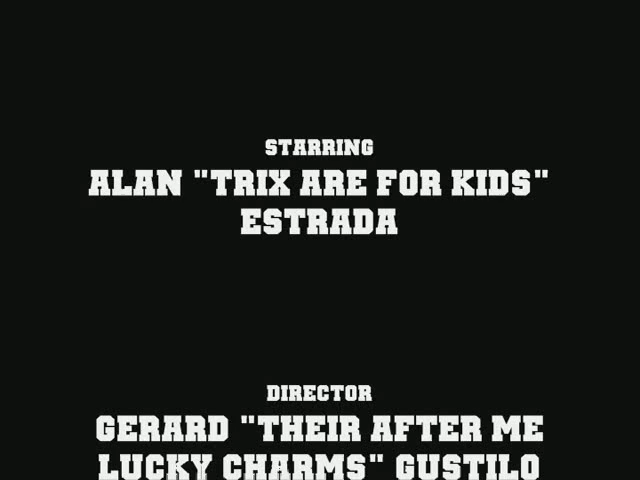 STARRING
ALAN "TRIX ARE FOR KIDS"
ESTRADA
DIRECTOR
GERARD "THEIR AFTER ME
LUCKY CHARMS" GUSTILO